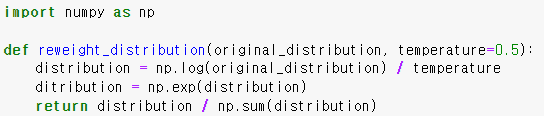 import numpy as np
def reweight_distribution(original_distribution, temperature=0.5):
    distribution = np.log(original_distribution) / temperature
    ditribution = np.exp(distribution)
    return distribution / np.sum(distribution)